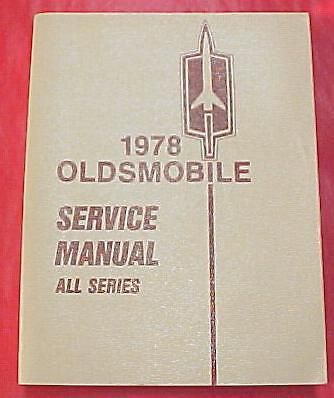 1978
OLDSMOBILE
SERVICE
MANUAL
ALL SERIES